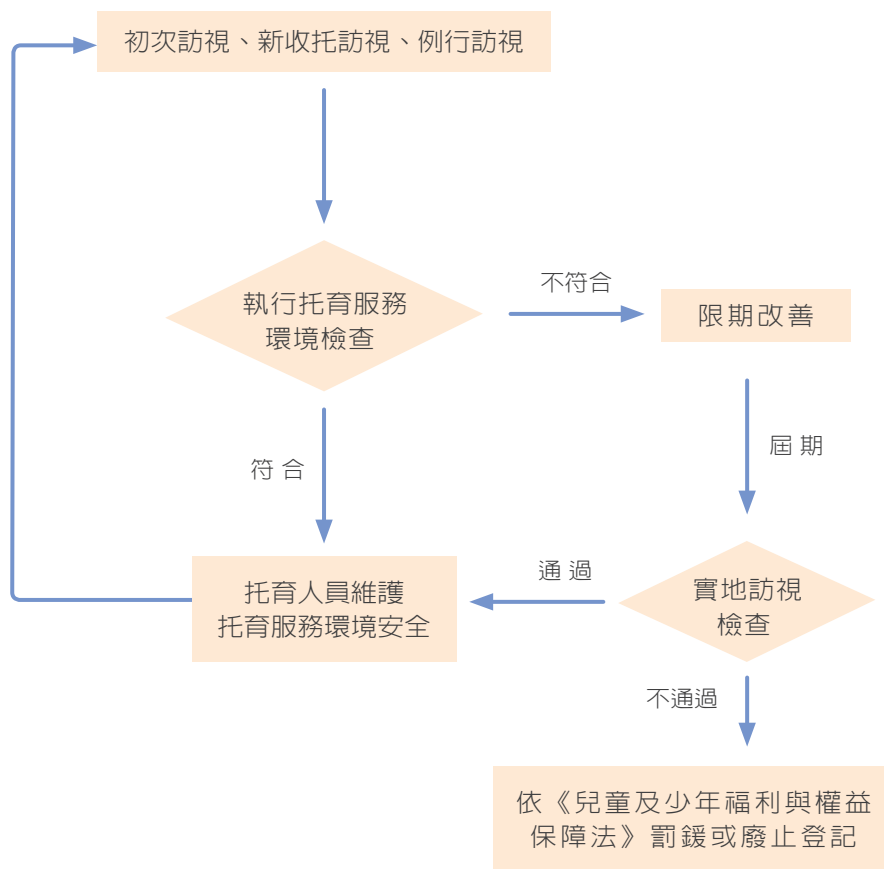 初次訪視、新收托訪視、例行訪視
執行托育服務
環境檢查
不符合
限期改善
屆期
符合
托育人員維護
托育服務環境安全
通過
實地訪視
檢查
不通過
依《兒童及少年福利與權益
保障法》罰鍰或廢止登記